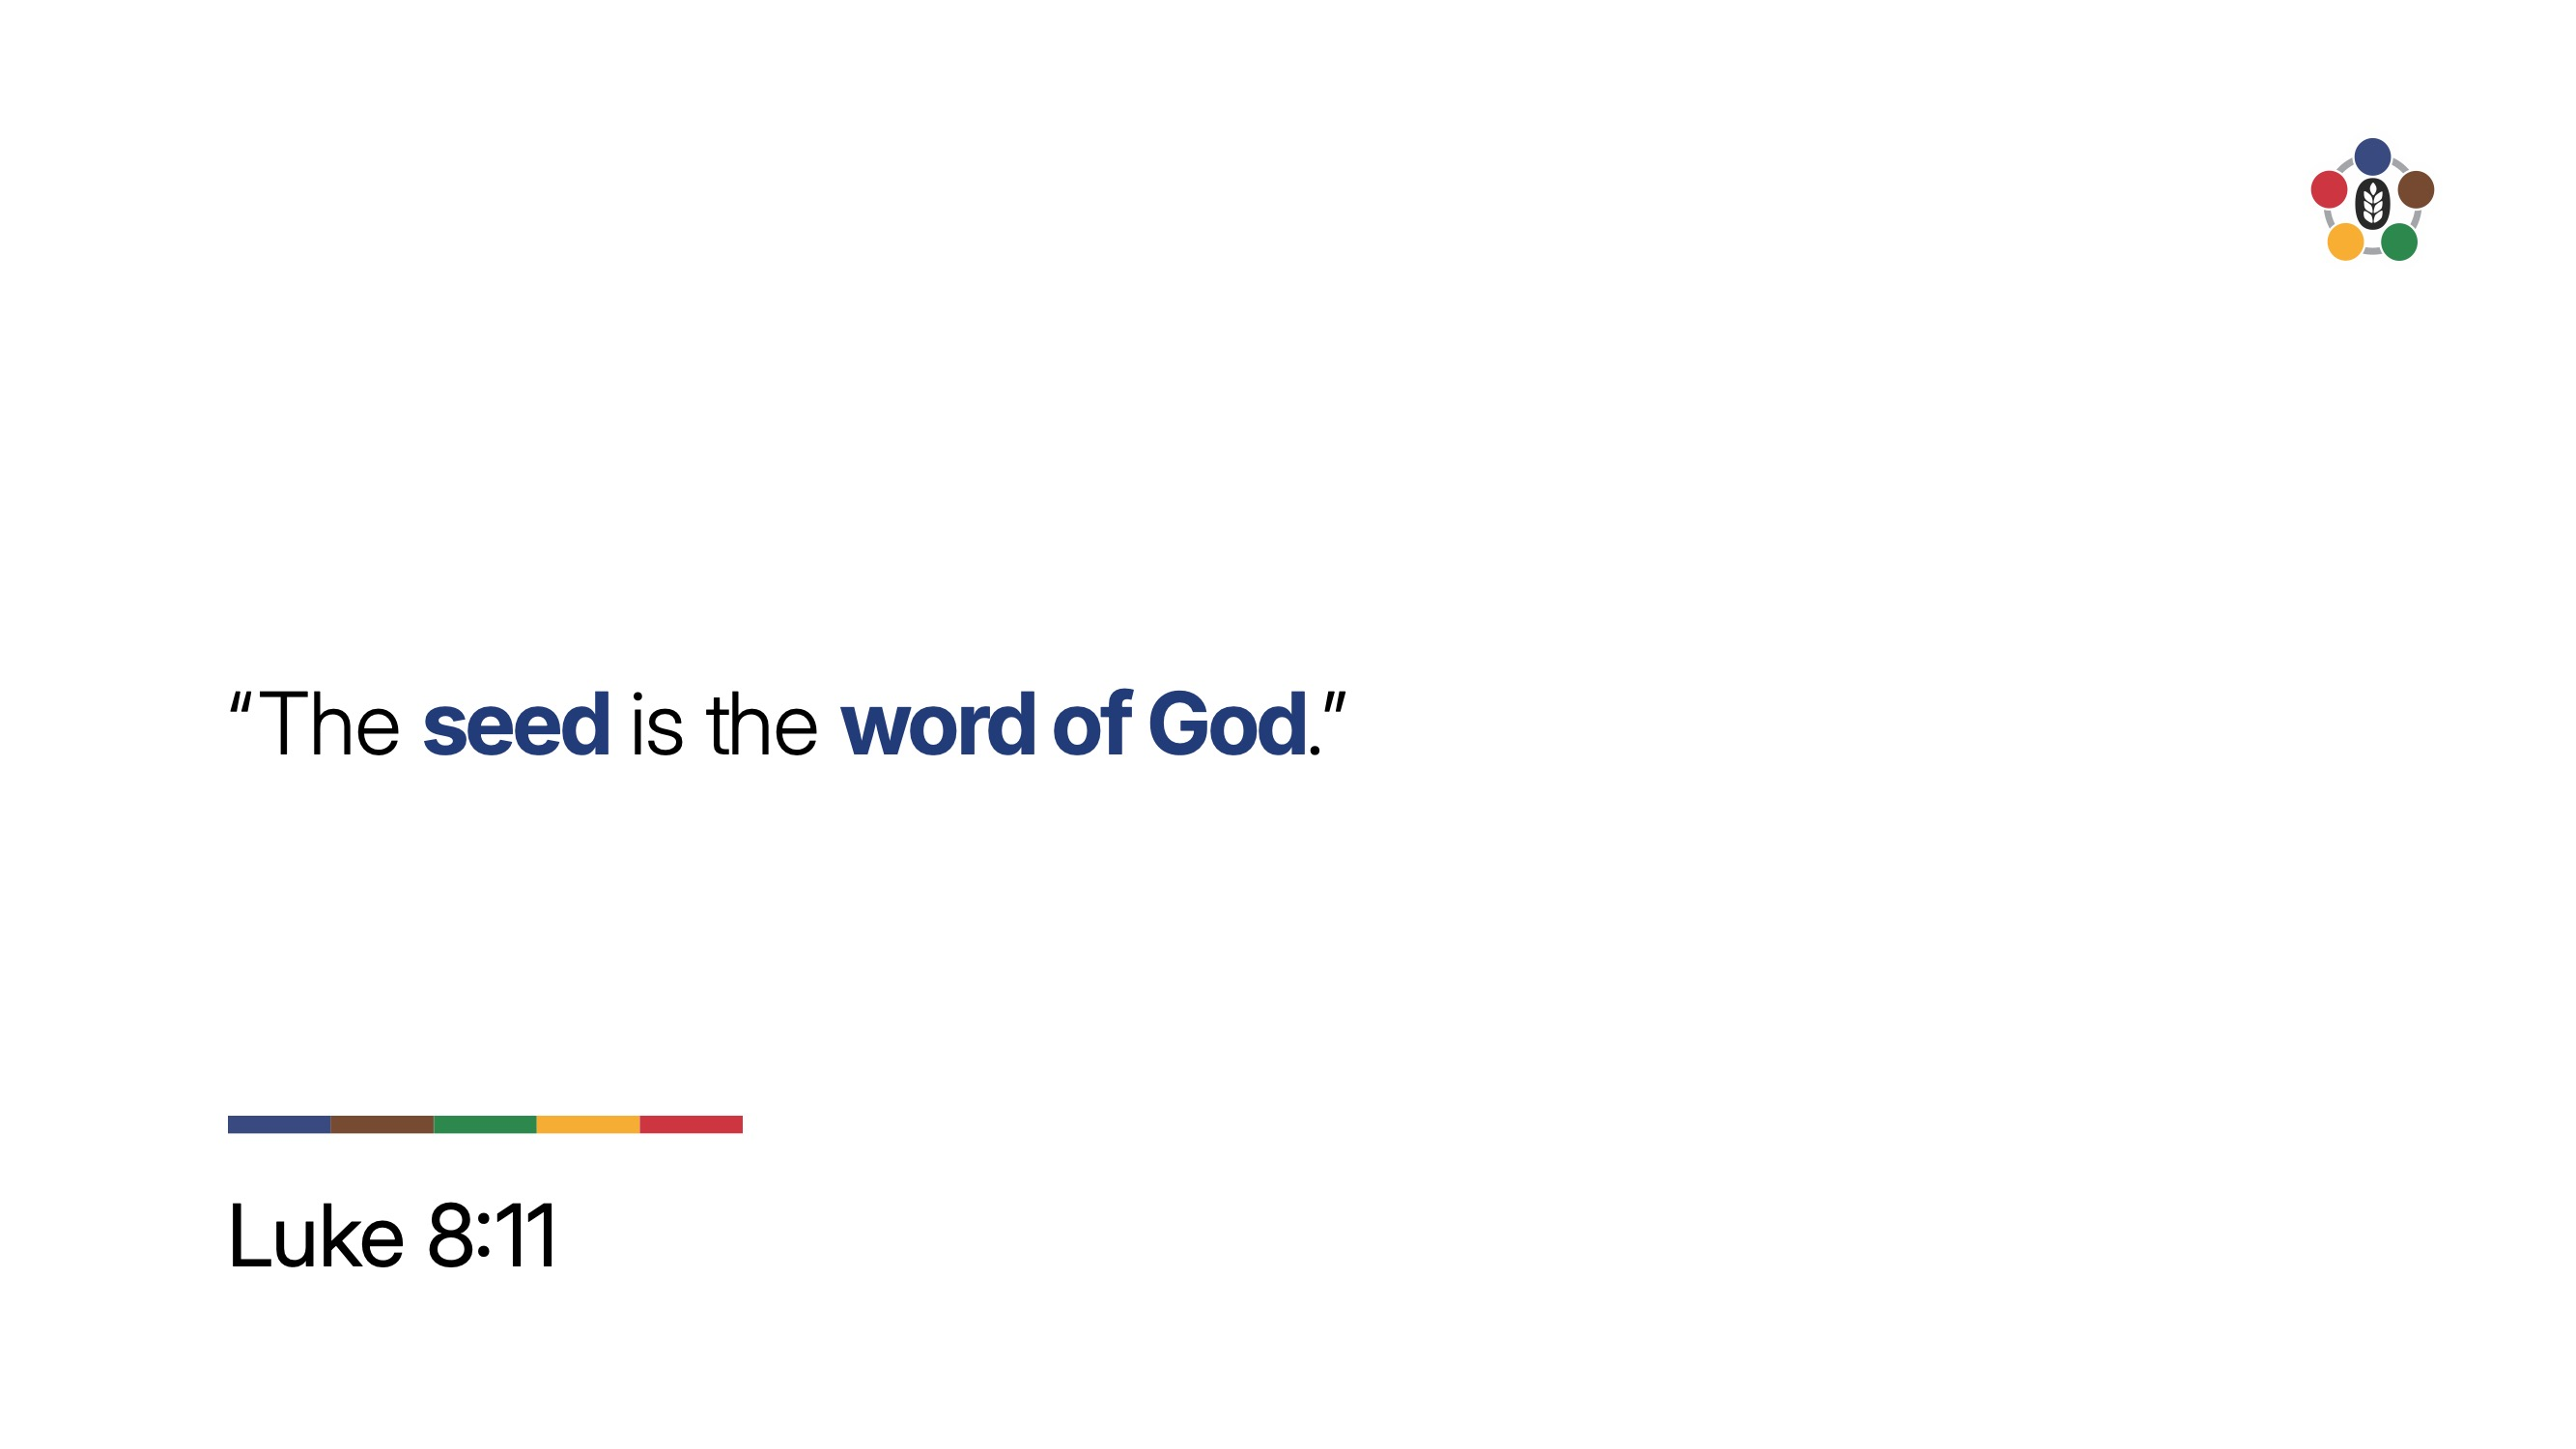 “The seed is the word of God.”
Luke 8:11